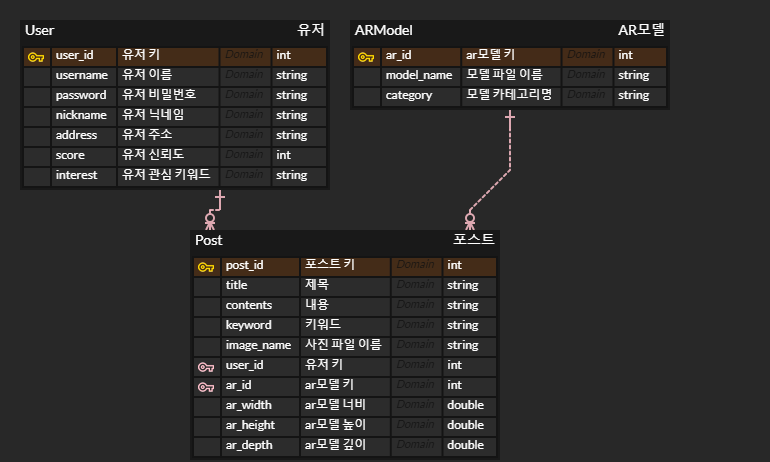 User 유저
user_id 유저 키 Domain int
username 유저 이름 Domain string
password 유저 비밀번호 Domain string
nickname 유저 닉네임 Domain string
address 유저 주소 Domain string
score 유저 신뢰도 Domain int
interest 유저 관심 키워드 Domain string
ARModel AR모델
ar_id ar모델 키 Domain int
model_name 모델 파일 이름 Domain string
category 모델 카테고리명 Domain string
Post 포스트
post_id 포스트 키 Domain int
title 제목 Domain string
contents 내용 Domain string
keyword 키워드 Domain string
image_name 사진 파일 이름 Domain string
user_id 유저 키 Domain int
ar_id ar모델 키 Domain int
ar_width ar모델 너비 Domain double
ar_height ar모델 높이 Domain double
ar_depth ar모델 깊이 Domain double